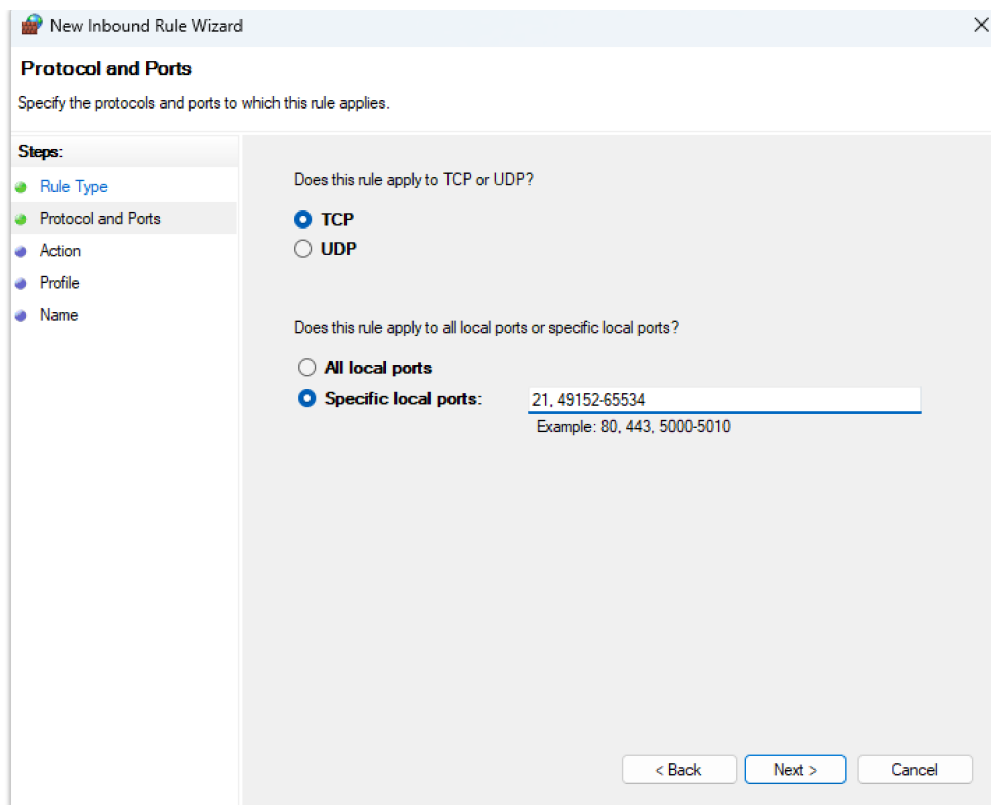 New Inbound Rule Wizard
Protocol and Ports
Specify the protocols and ports to which this rule applies.
Steps:
Rule Type
Protocol and Ports
Action
Profile
Name
Does this rule apply to TCP or UDP?
TCP
UDP
Does this rule apply to all local ports or specific local ports?
All local ports
Specific local ports: 21, 49152-65534
Example: 80, 443, 5000-5010
< Back Next > Cancel